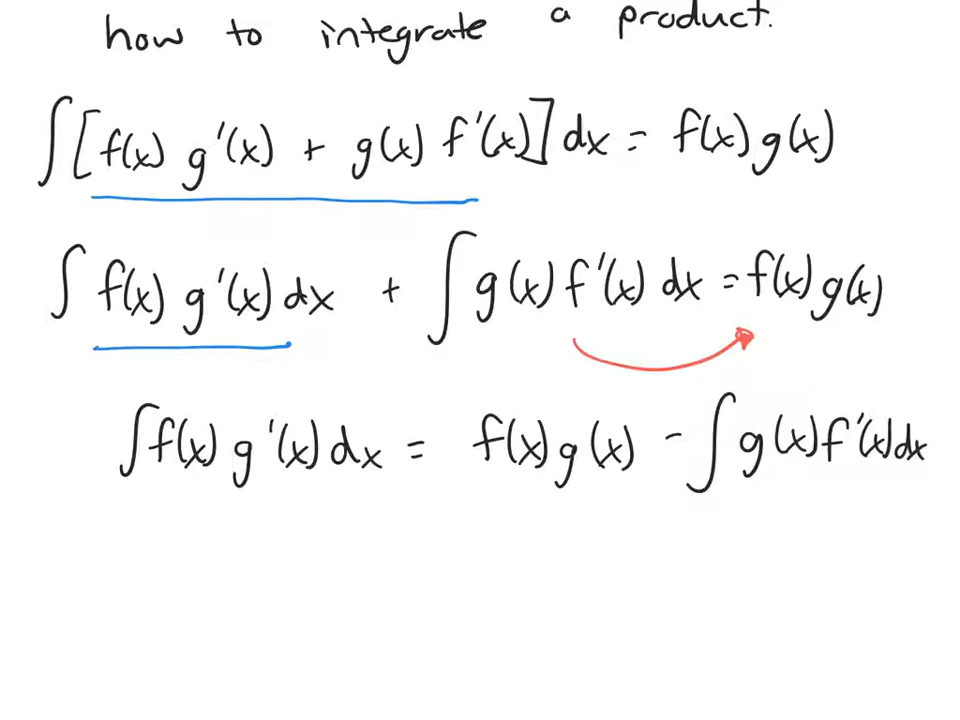 how to integrate a product.
∫[f(x) g'(x) + g(x) f'(x)] dx = f(x) g(x)
∫ f(x) g'(x) dx + ∫ g(x) f'(x) dx = f(x) g(x)
∫ f(x) g'(x) dx = f(x) g(x) - ∫ g(x) f'(x) dx